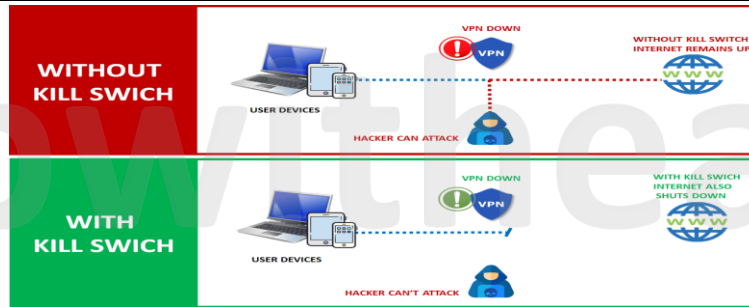 VPN DOWN
VPN
WITHOUT KILL SWITCH
INTERNET REMAINS UP
WITHOUT
KILL SWICH
WWW
USER DEVICES
HACKER CAN ATTACK
VPN DOWN
VPN
WITH KILL SWICH
INTERNET ALSO
SHUTS DOWN
WITH
KILL SWICH
WWW
USER DEVICES
HACKER CAN'T ATTACK
owithea